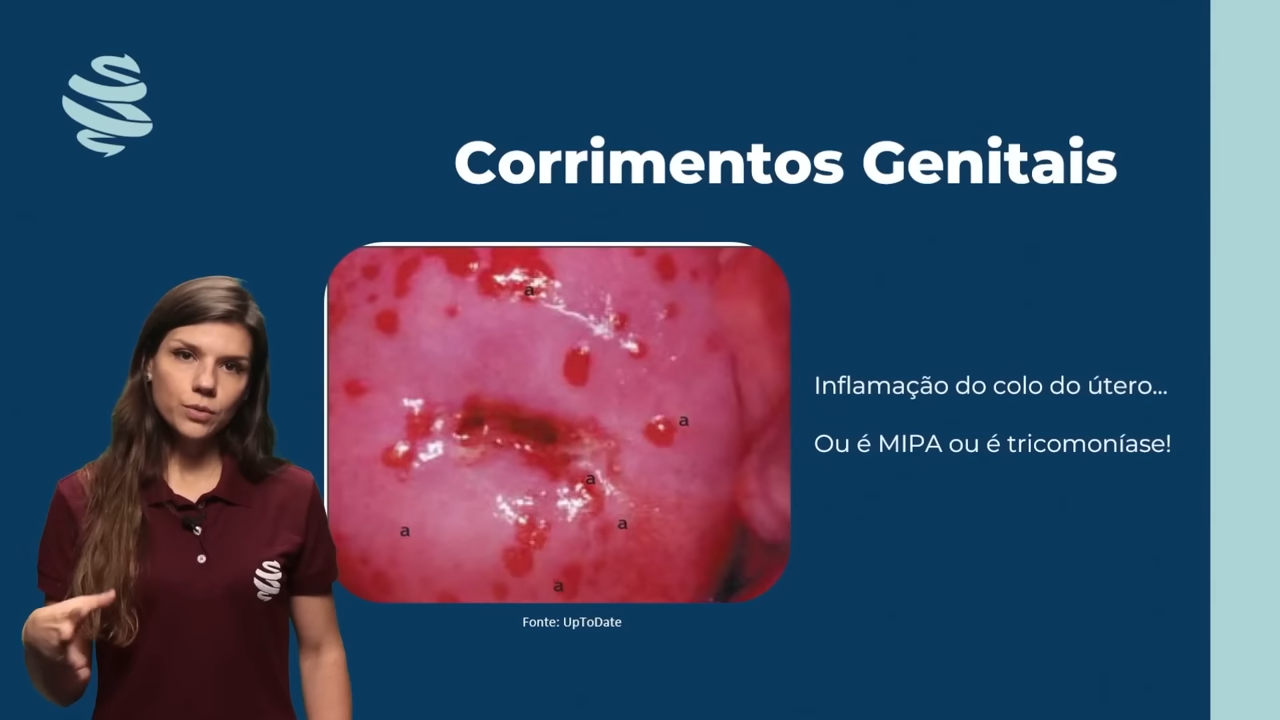 Corrimentos Genitais
a
a
a
a
a
a
Inflamação do colo do útero...
Ou é MIPA ou é tricomoníase!
Fonte: UpToDate